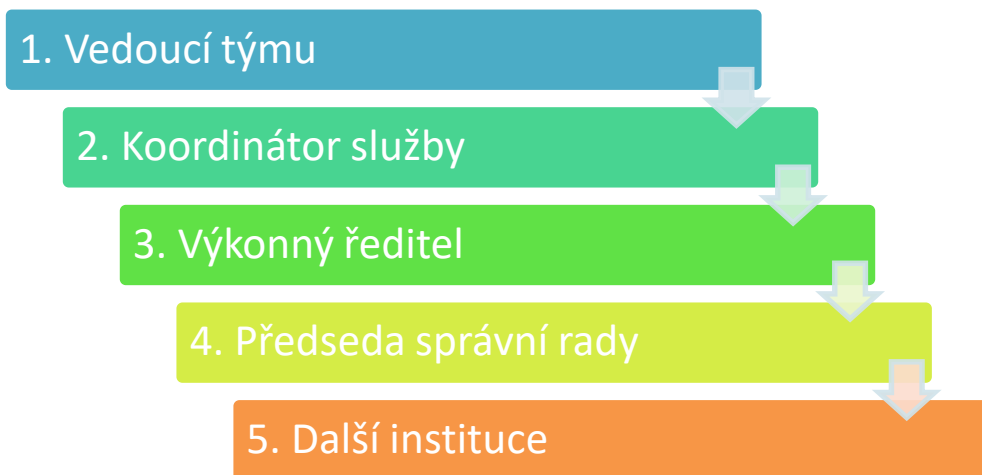 1. Vedoucí týmu
2. Koordinátor služby
3. Výkonný ředitel
4. Předseda správní rady
5. Další instituce